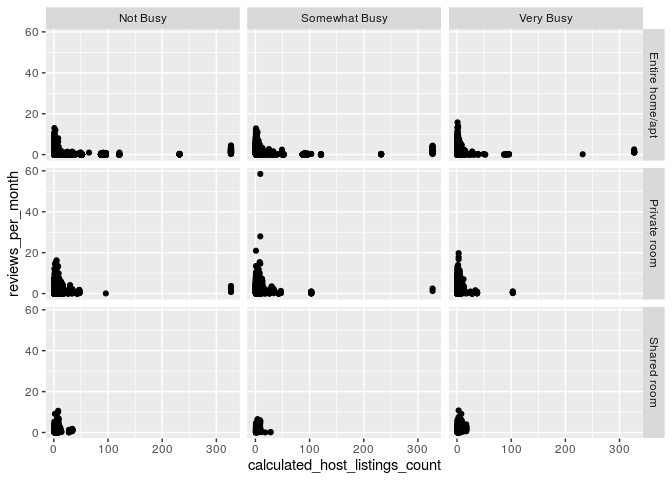 Not Busy
Somewhat Busy
Very Busy
60
40
20
0
Entire home/apt
60
40
20
0
Private room
60
40
20
0
Shared room
reviews_per_month
0 100 200 300
0 100 200 300
0 100 200 300
calculated_host_listings_count